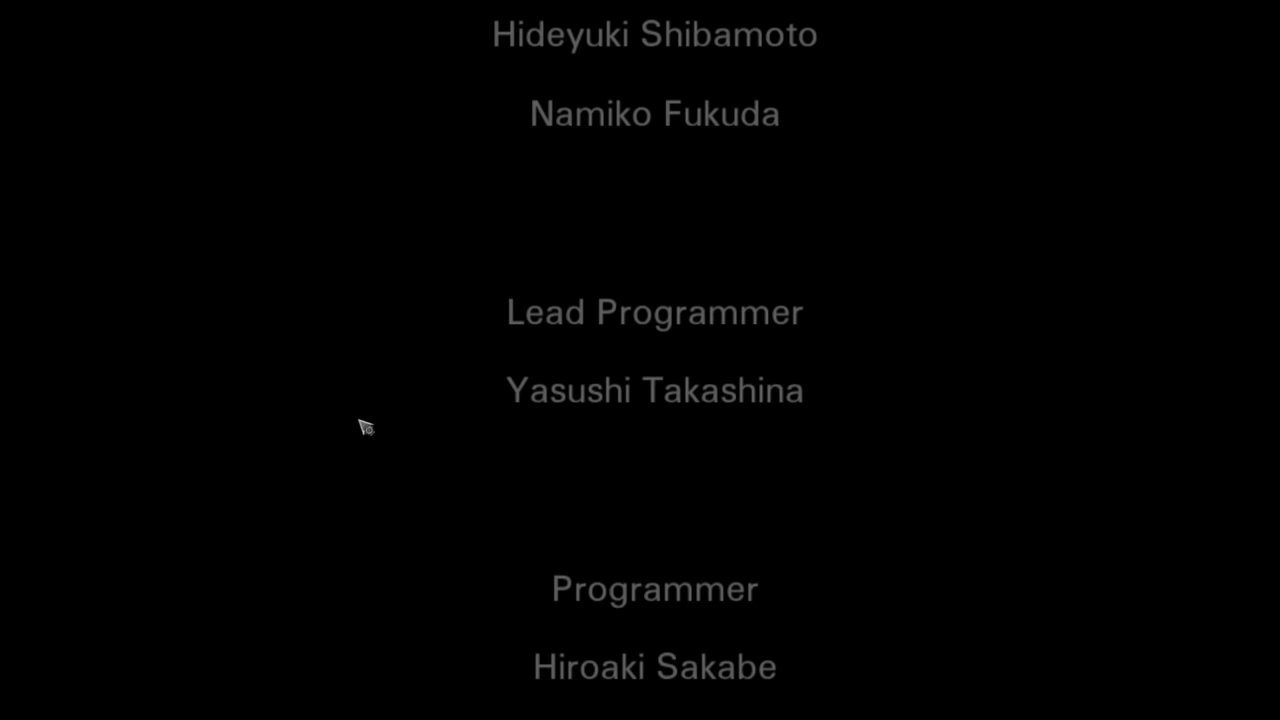 Hideyuki Shibamoto
Namiko Fukuda
Lead Programmer
Yasushi Takashina
Programmer
Hiroaki Sakabe